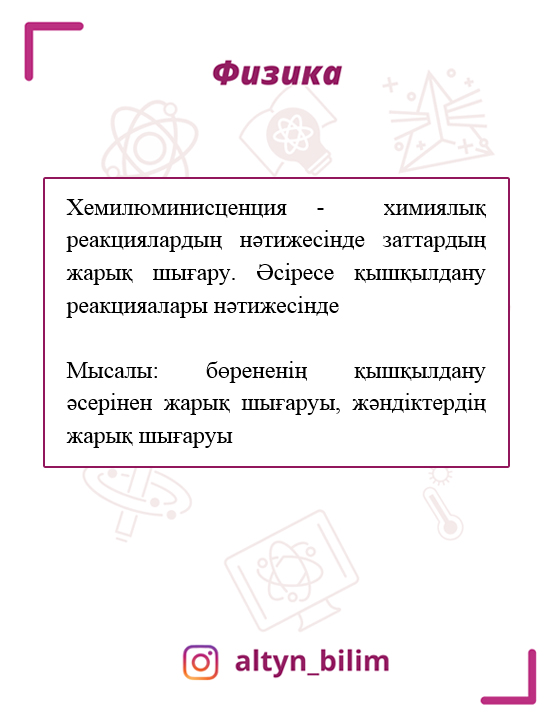 Физика
Хемилюминисценция - химиялық
реакциялардың нәтижесінде заттардың
жарық шығару. Әсіресе қышқылдану
реакцияалары нәтижесінде
Мысалы: бөрененің қышқылдану
әсерінен жарық шығаруы, жәндіктердің
жарық шығаруы
altyn_bilim